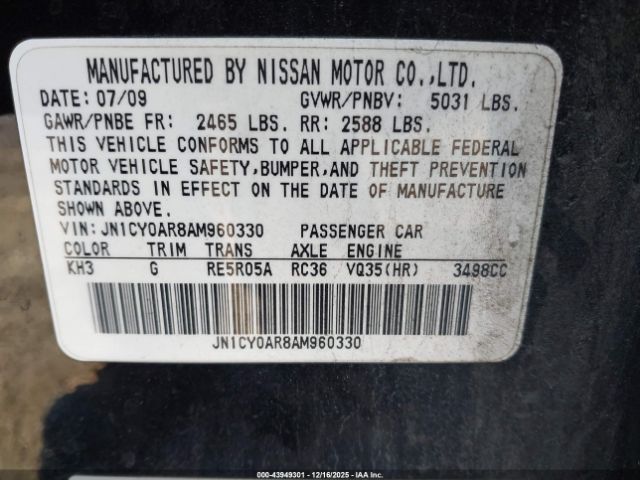 MANUFACTURED BY NISSAN MOTOR CO.,LTD.
DATE: 07/09 GVWR/PNBV: 5031 LBS.
GAWR/PNBE FR: 2465 LBS. RR: 2588 LBS.
THIS VEHICLE CONFORMS TO ALL APPLICABLE FEDERAL
MOTOR VEHICLE SAFETY,BUMPER,AND THEFT PREVENTION
STANDARDS IN EFFECT ON THE DATE OF MANUFACTURE
SHOWN ABOVE.
VIN:JN1CY0AR8AM960330 PASSENGER CAR
COLOR TRIM TRANS AXLE ENGINE
KH3 G RE5R05A RC36 VQ35(HR) 3498CC
JN1CY0AR8AM960330
000-43949301 - 12/16/2025 - IAA Inc.